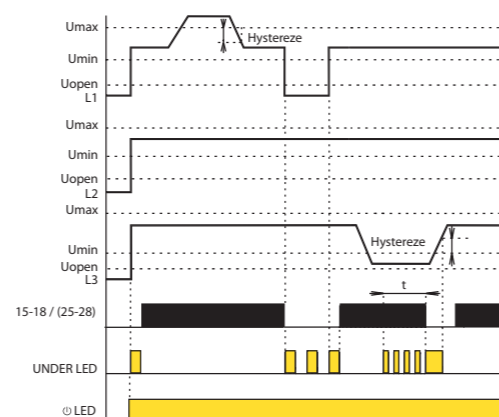 Umax
Hystereze
Umin
Uopen
L1
Umax
Umin
Uopen
L2
Umax
Hystereze
Umin
Uopen
L3
t
15-18 / (25-28)
UNDER LED
⏻ LED